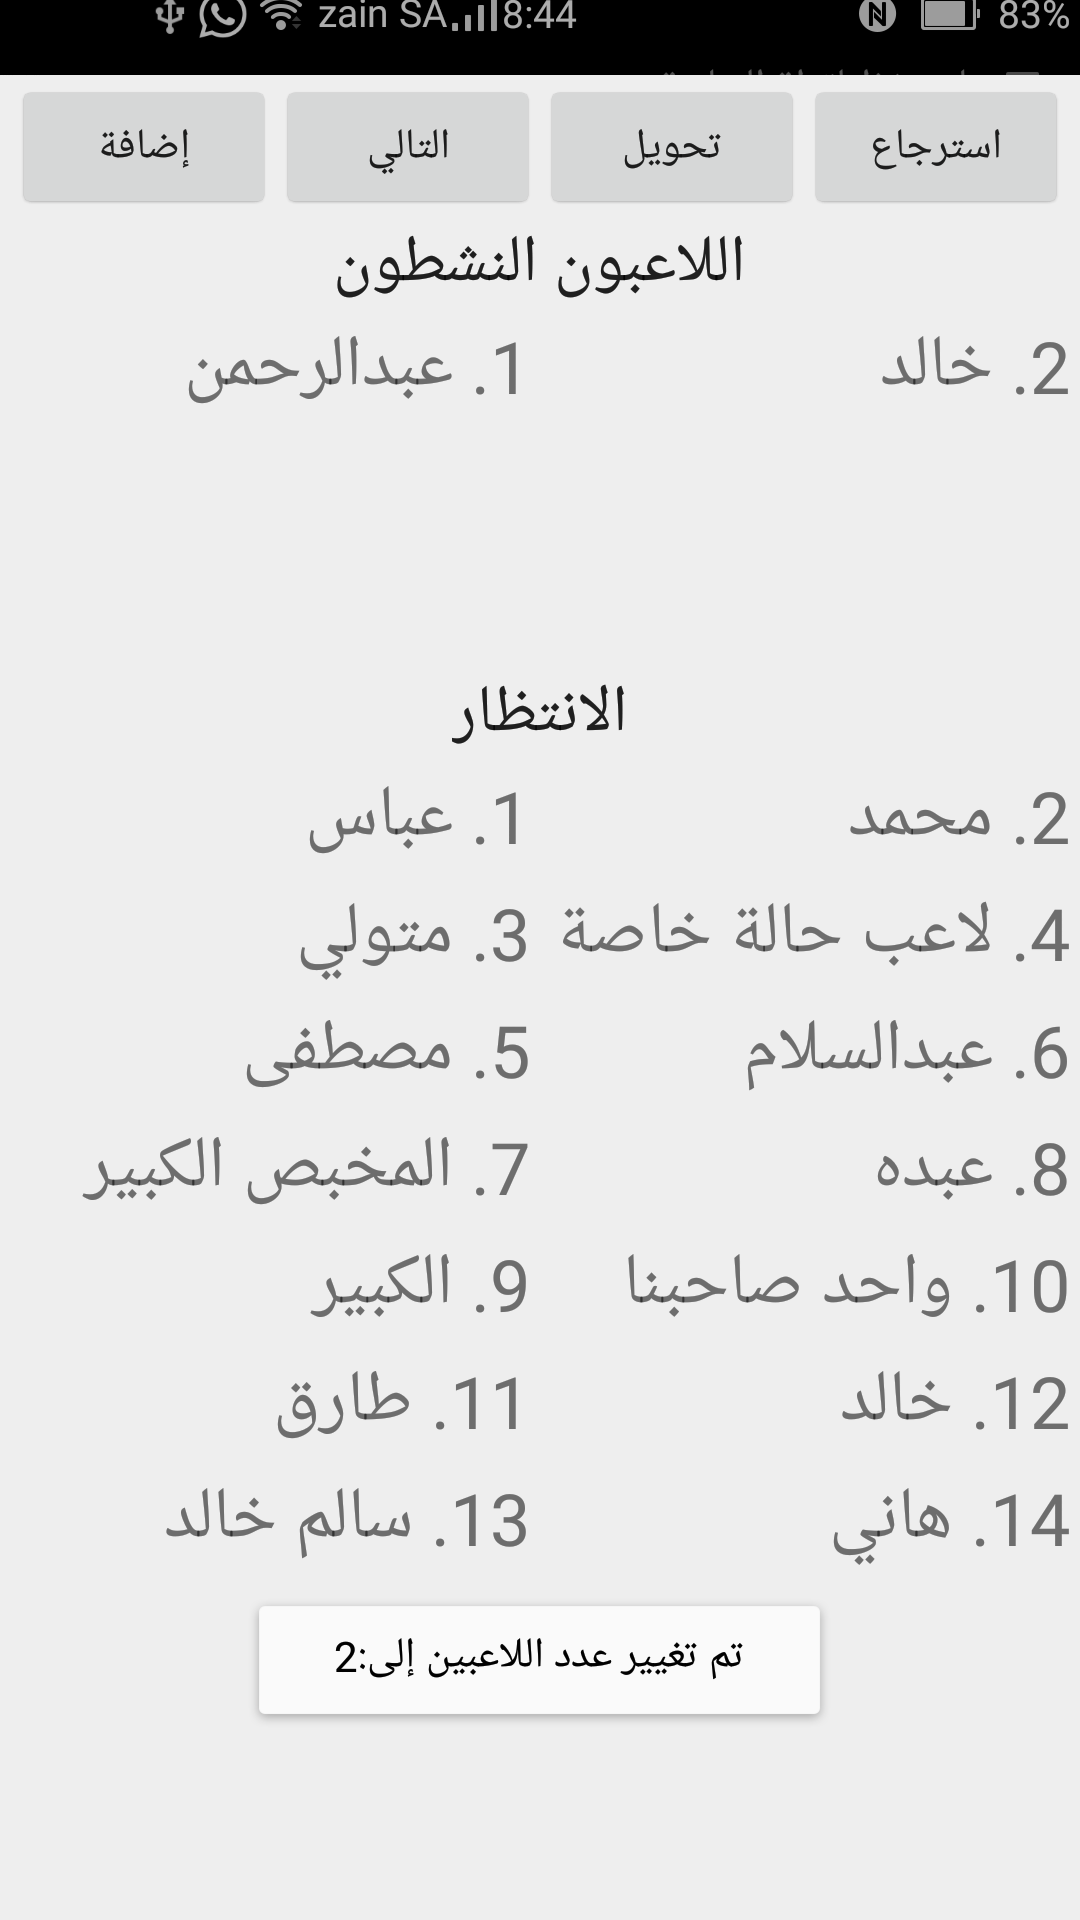 zain SA 8:44 83%
استرجاع تحويل التالي إضافة
اللاعبون النشطون
1. عبدالرحمن
2. خالد
الانتظار
1. عباس
2. محمد
3. متولي
4. لاعب حالة خاصة
5. مصطفى
6. عبدالسلام
7. المخبص الكبير
8. عبده
9. الكبير
10. واحد صاحبنا
11. طارق
12. خالد
13. سالم خالد
14. هاني
تم تغيير عدد اللاعبين إلى:2